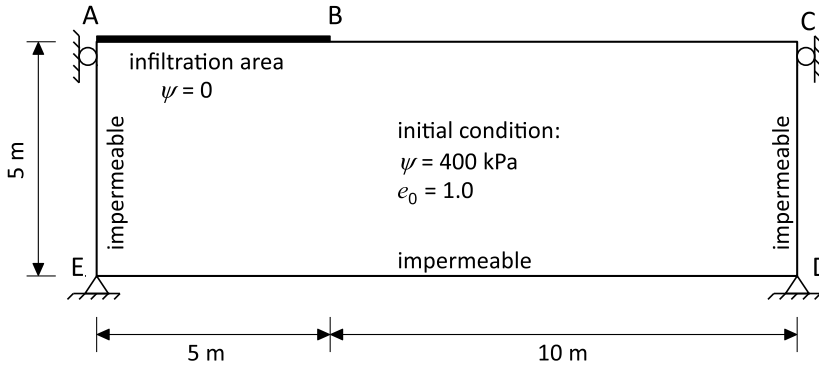 A
B
C
infiltration area
ψ = 0
impermeable
impermeable
initial condition:
ψ = 400 kPa
e₀ = 1.0
5 m
E
impermeable
D
5 m
10 m